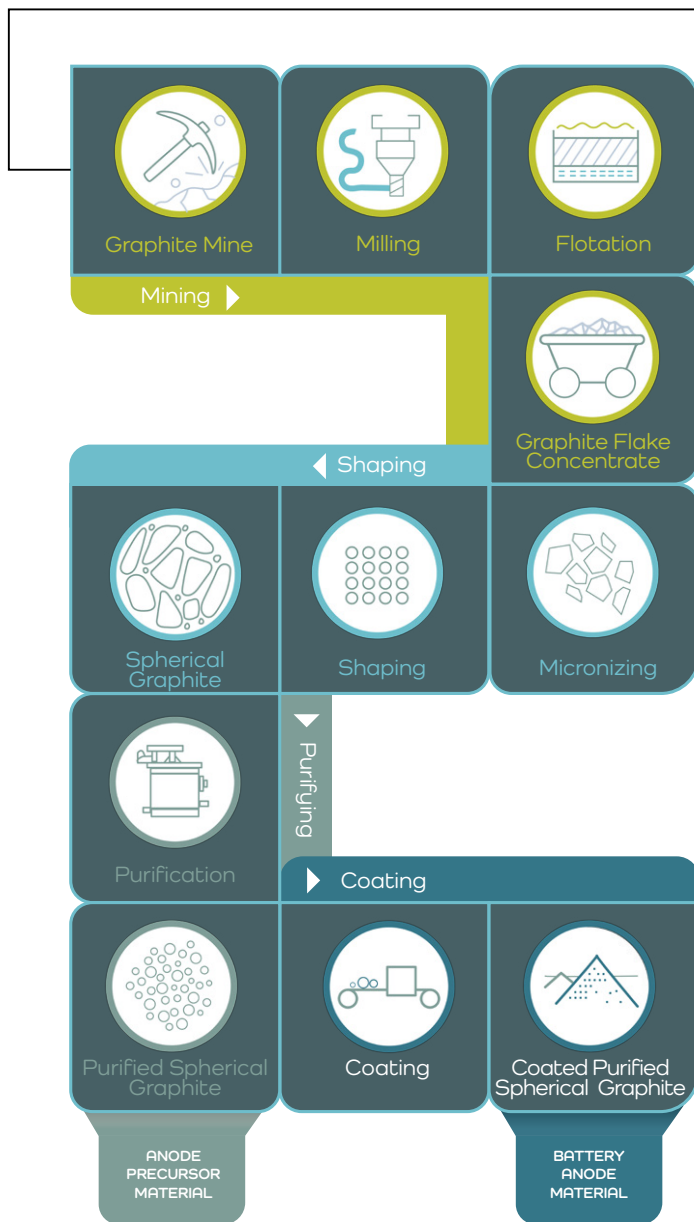 Graphite Mine
Milling
Flotation
Mining
Graphite Flake
Concentrate
Shaping
Spherical
Graphite
Shaping
Micronizing
Purifying
Purification
Coating
Purified Spherical
Graphite
Coating
Coated Purified
Spherical Graphite
ANODE
PRECURSOR
MATERIAL
BATTERY
ANODE
MATERIAL